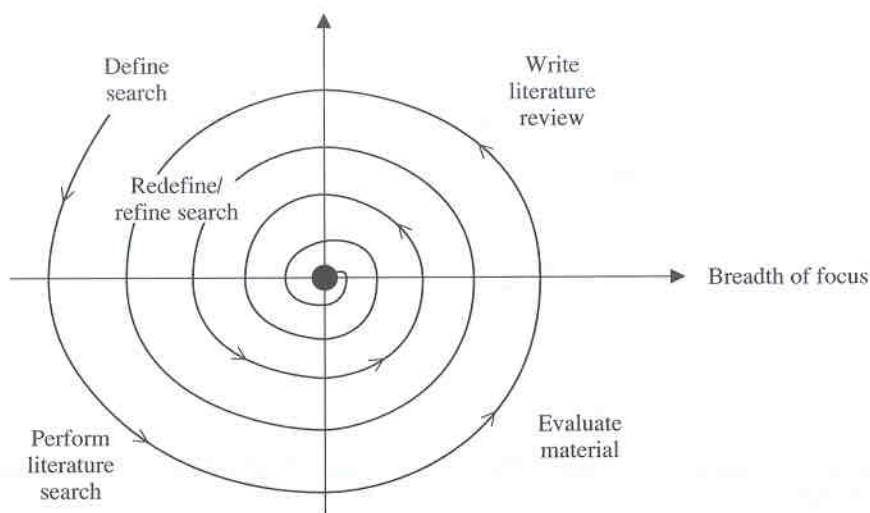 Define
search
Write
literature
review
Redefine/
refine search
Breadth of focus
Perform
literature
search
Evaluate
material